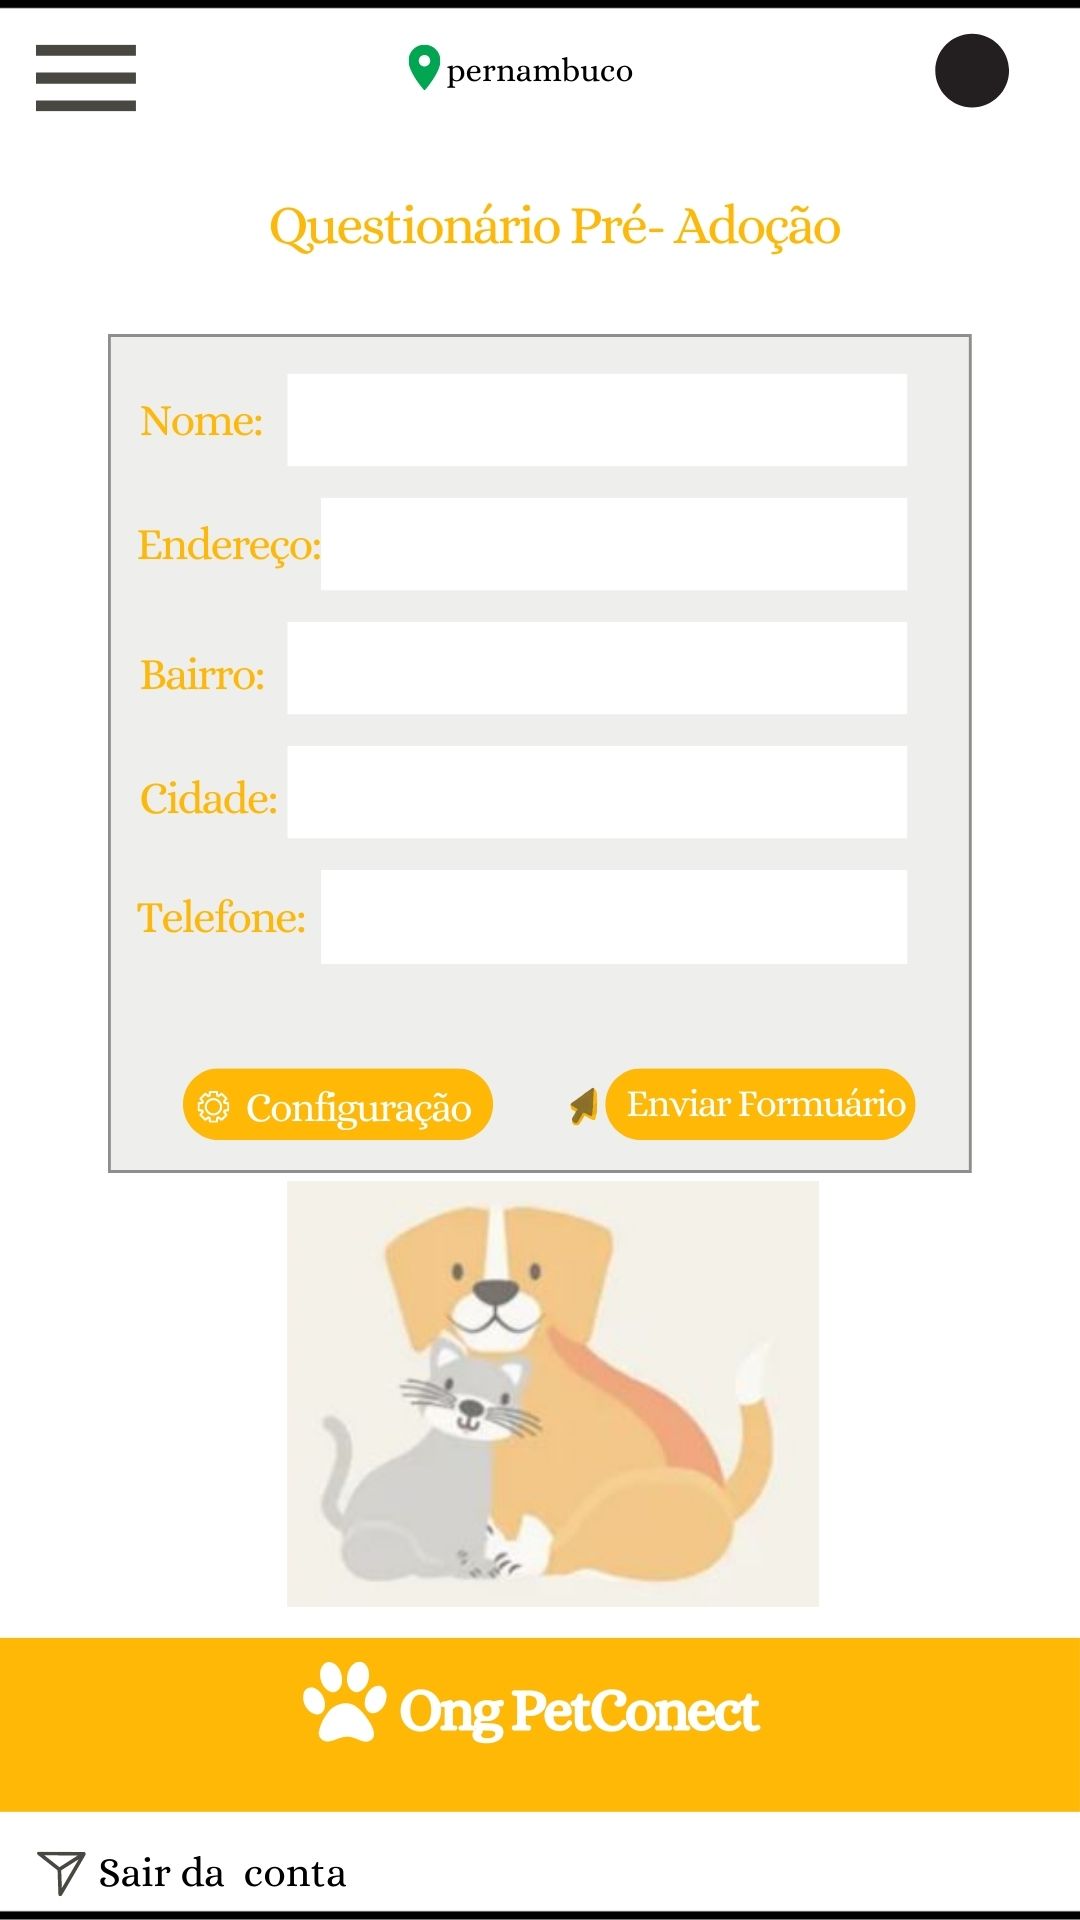 pernambuco
Questionário Pré- Adoção
Nome:
Endereço:
Bairro:
Cidade:
Telefone:
Configuração
Enviar Formuário
Ong PetConect
Sair da  conta